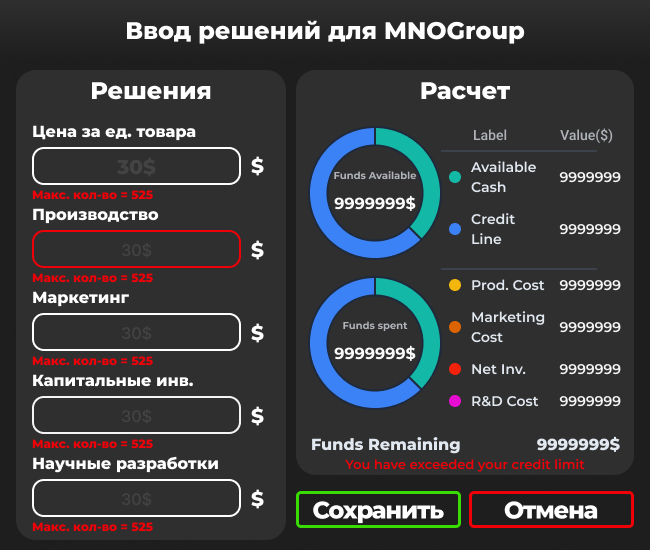 Ввод решений для MNOGroup
Решения
Цена за ед. товара
30$ $
Макс. кол-во = 525
Производство
30$ $
Макс. кол-во = 525
Маркетинг
30$ $
Макс. кол-во = 525
Капитальные инв.
30$ $
Макс. кол-во = 525
Научные разработки
30$ $
Макс. кол-во = 525
Расчет
Funds Available
9999999$
Label Value($)
Available
Cash
9999999
Credit
Line
9999999
Funds spent
9999999$
Prod. Cost 9999999
Marketing
Cost
9999999
Net Inv. 9999999
R&D Cost 9999999
Funds Remaining 9999999$
You have exceeded your credit limit
Сохранить Отмена